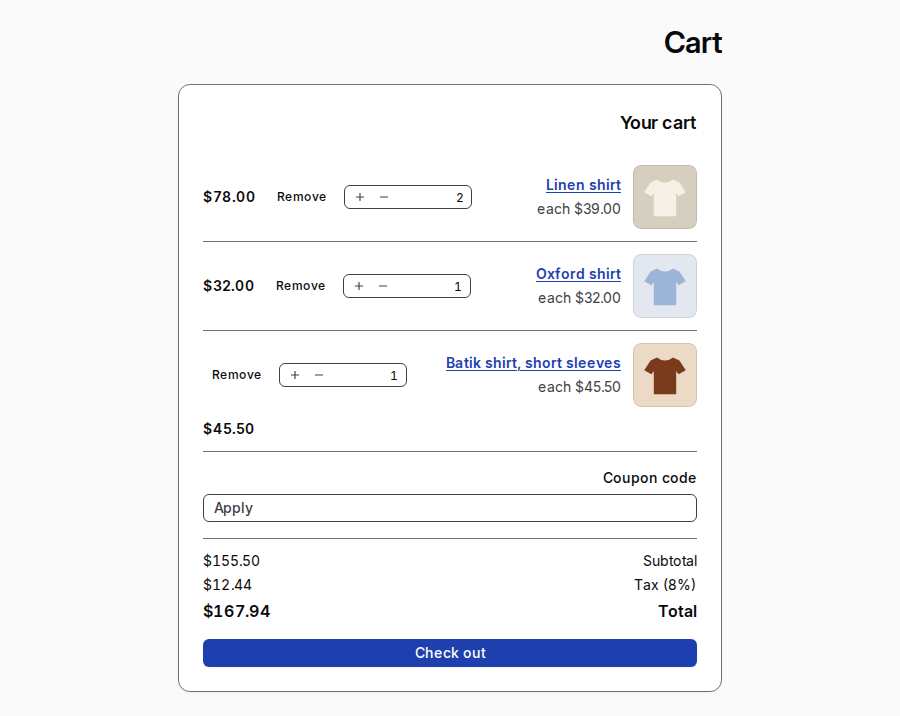 Cart
Your cart
Linen shirt
each $39.00
2
Remove
$78.00
Oxford shirt
each $32.00
1
Remove
$32.00
Batik shirt, short sleeves
each $45.50
1
Remove
$45.50
Coupon code
Apply
Subtotal $155.50
Tax (8%) $12.44
Total $167.94
Check out